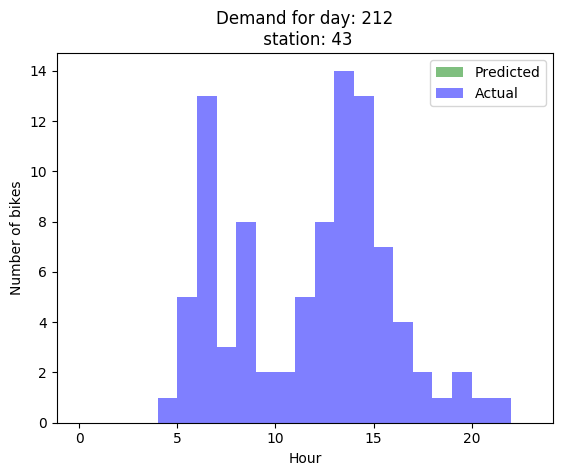 Demand for day: 212
station: 43
Predicted
Actual
14
12
10
8
6
4
2
0
Number of bikes
0 5 10 15 20
Hour